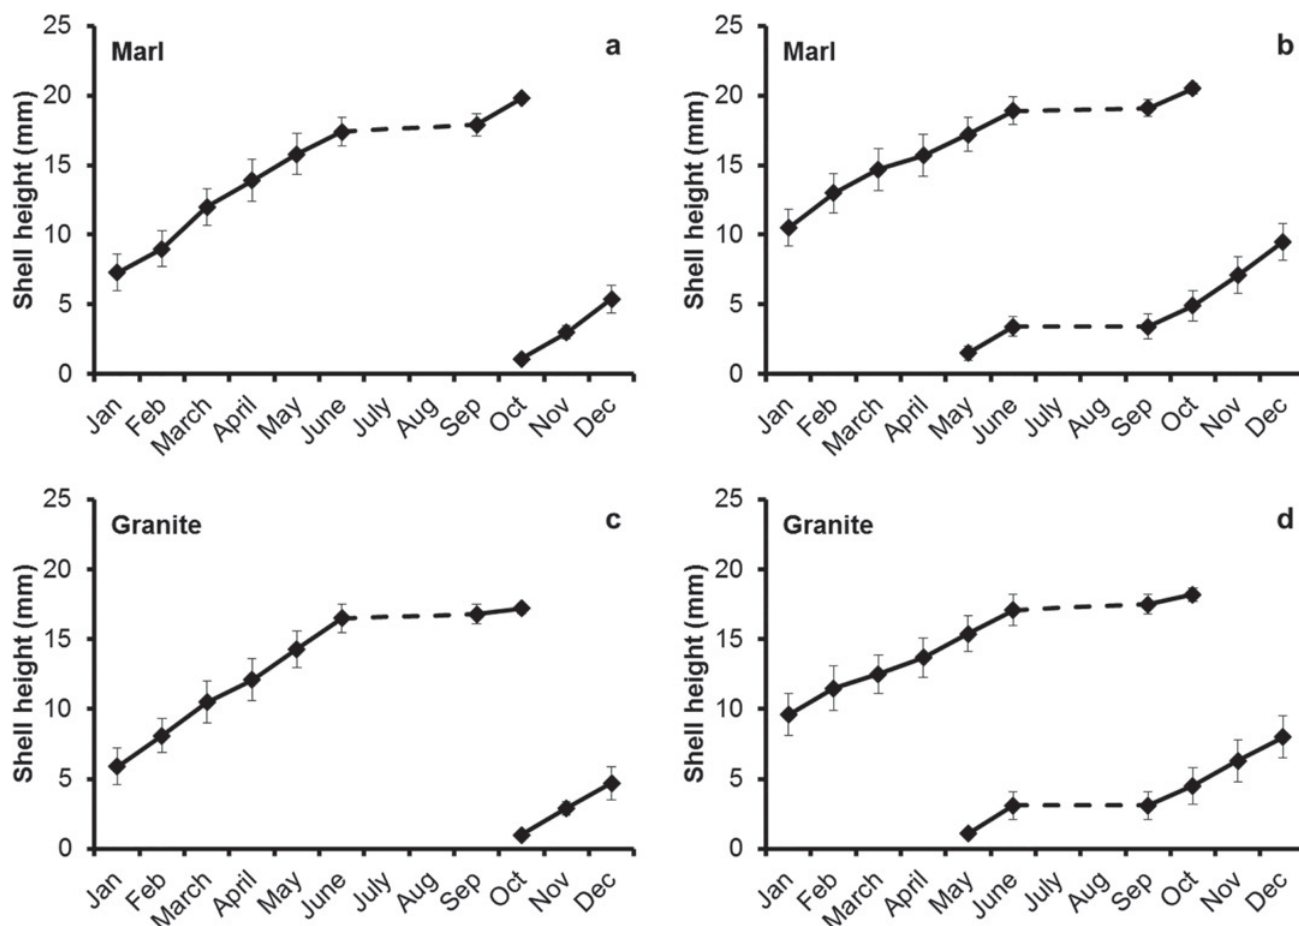 Marl
a
Shell height (mm)
25
20
15
10
5
0
Jan
Feb
March
April
May
June
July
Aug
Sep
Oct
Nov
Dec
Marl
b
Shell height (mm)
25
20
15
10
5
0
Jan
Feb
March
April
May
June
July
Aug
Sep
Oct
Nov
Dec
Granite
c
Shell height (mm)
25
20
15
10
5
0
Jan
Feb
March
April
May
June
July
Aug
Sep
Oct
Nov
Dec
Granite
d
Shell height (mm)
25
20
15
10
5
0
Jan
Feb
March
April
May
June
July
Aug
Sep
Oct
Nov
Dec